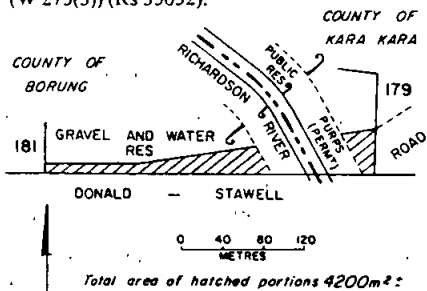 (W 275(3)) (Rs 33032).
COUNTY OF
KARA KARA
COUNTY OF
BORUNG
PUBLIC
RES
RICHARDSON
RIVER
PURPS
(PERMT)
179
181
GRAVEL AND WATER
RES
ROAD
DONALD — STAWELL
0 40 80 120
METRES
Total area of hatched portions 4200m² ±